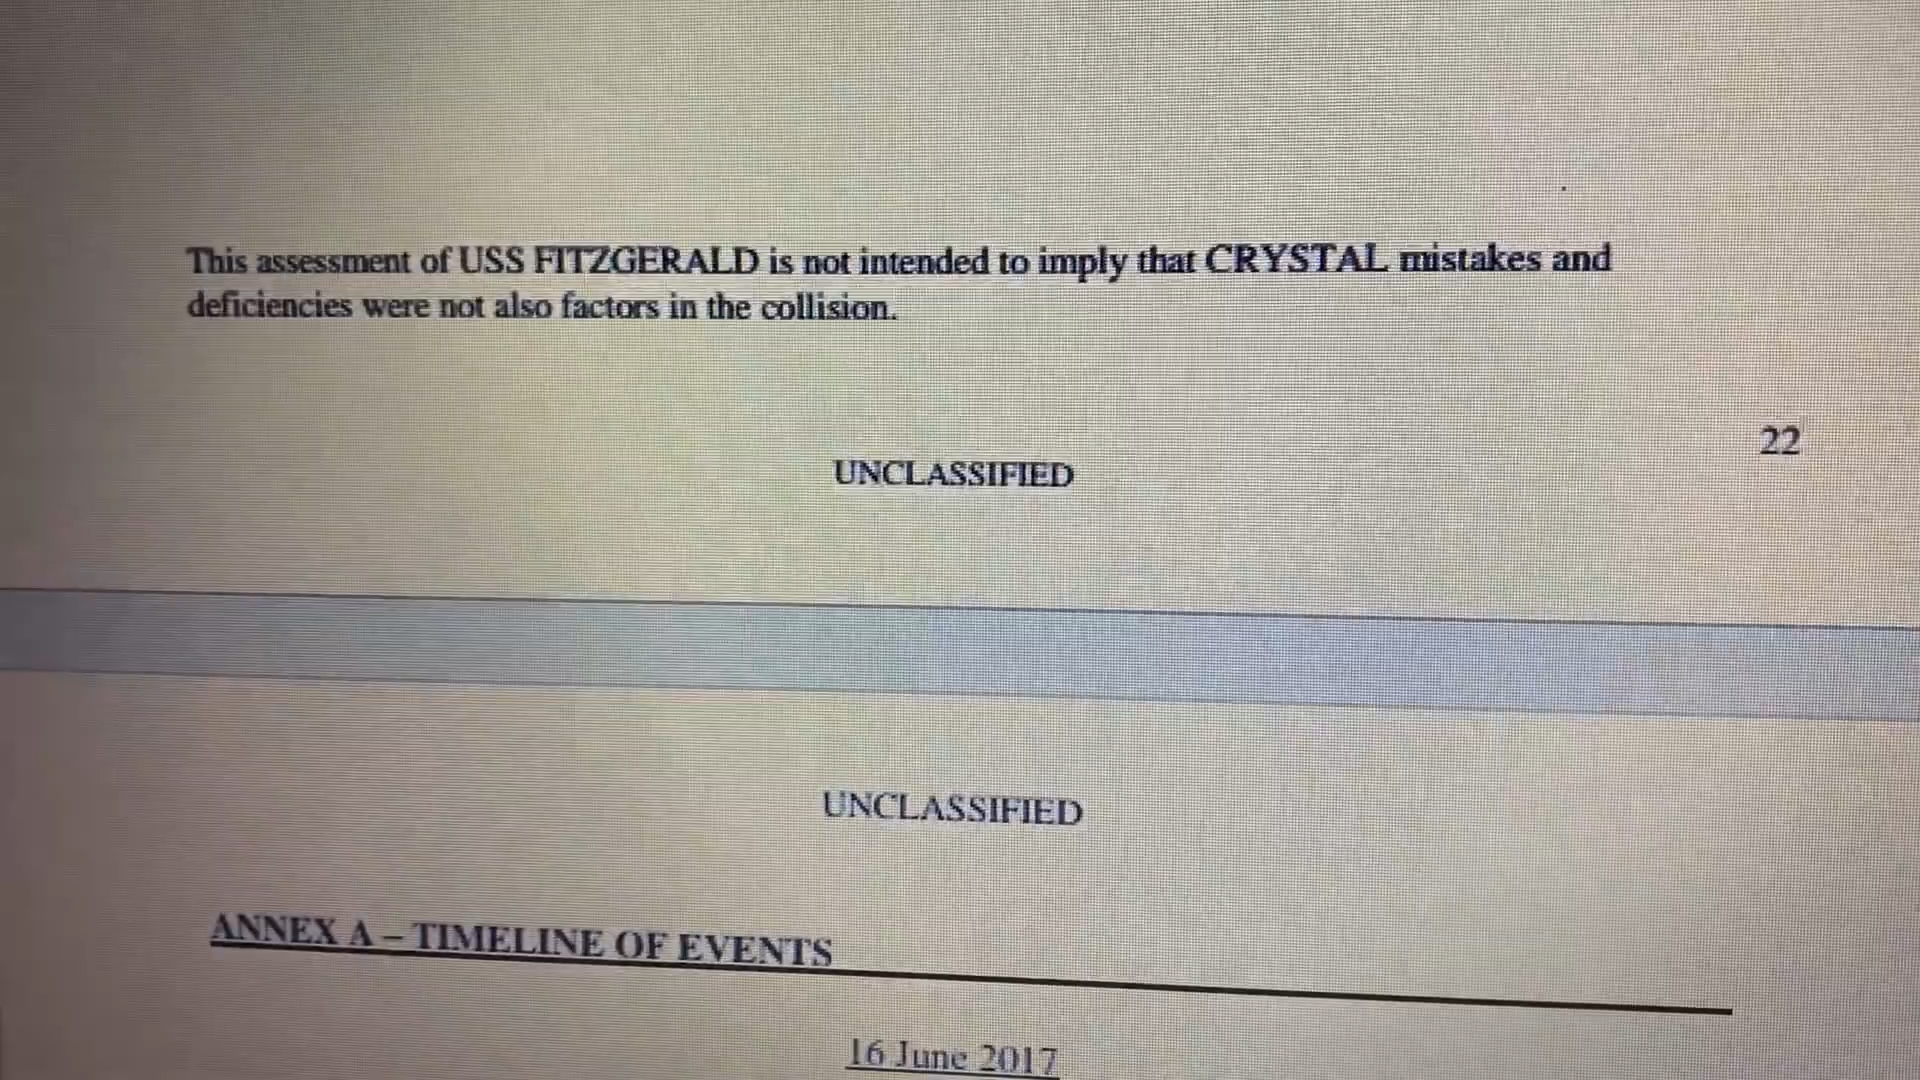 This assessment of USS FITZGERALD is not intended to imply that CRYSTAL mistakes and
deficiencies were not also factors in the collision.
22
UNCLASSIFIED
UNCLASSIFIED
ANNEX A – TIMELINE OF EVENTS
16 June 2017